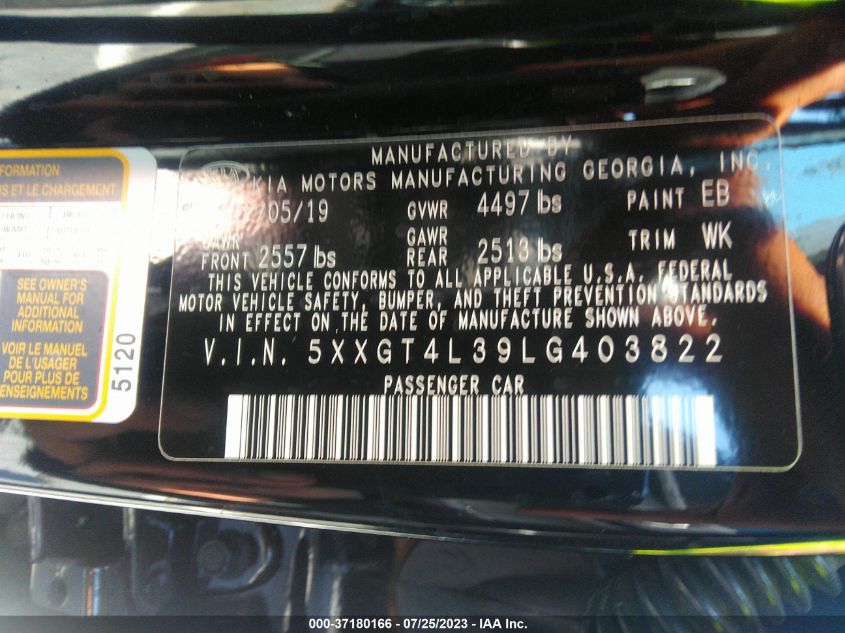 MANUFACTURED BY
KIA KIA MOTORS MANUFACTURING GEORGIA, INC.
/05/19 GVWR 4497 lbs PAINT EB
GAWR FRONT 2557 lbs GAWR REAR 2513 lbs TRIM WK
THIS VEHICLE CONFORMS TO ALL APPLICABLE U.S.A. FEDERAL
MOTOR VEHICLE SAFETY, BUMPER, AND THEFT PREVENTION STANDARDS
IN EFFECT ON THE DATE OF MANUFACTURE SHOWN ABOVE.
V.I.N. 5XXGT4L39LG403822
PASSENGER CAR
FORMATION
ET LE CHARGEMENT
SEE OWNER'S
MANUAL FOR
ADDITIONAL
INFORMATION
VOIR LE MANUEL
DE L'USAGER
POUR PLUS DE
RENSEIGNEMENTS
5120
000-37180166 / 07/25/2023 - IAA Inc.